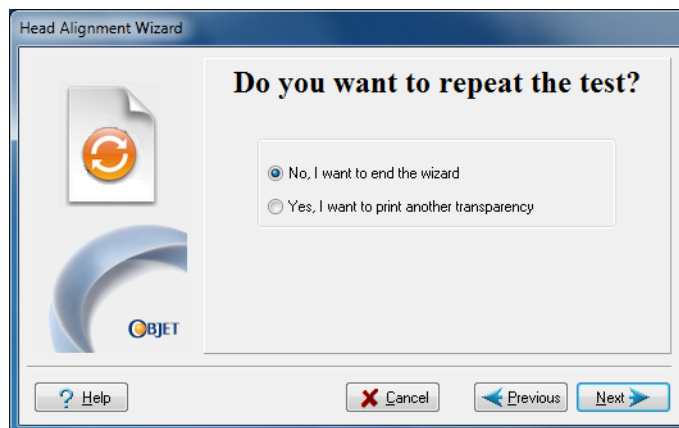 Head Alignment Wizard
Do you want to repeat the test?
No, I want to end the wizard
Yes, I want to print another transparency
OBJET
? Help
Cancel
Previous
Next